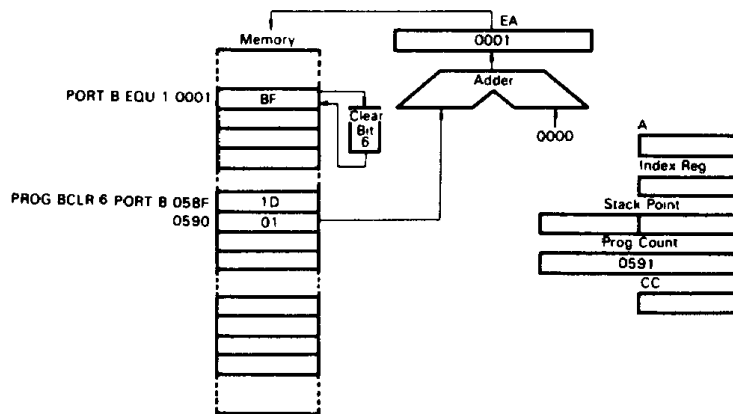 EA
Memory
0001
Adder
PORT B EQU 1 0001
BF
Clear
Bit
6
0000
A
Index Reg
PROG BCLR 6 PORT B 058F
1D
0590
01
Stack Point
Prog Count
0591
CC